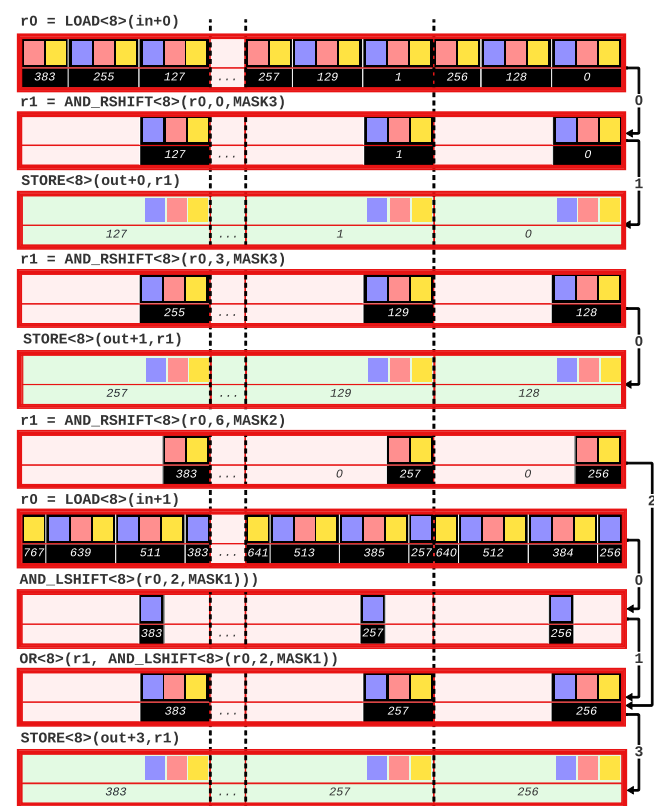 r0 = LOAD<8>(in+0)
383 255 127 ... 257 129 1 256 128 0
0
r1 = AND_RSHIFT<8>(r0,0,MASK3)
127 ... 1 0
1
STORE<8>(out+0,r1)
127 ... 1 0
r1 = AND_RSHIFT<8>(r0,3,MASK3)
255 ... 129 128
0
STORE<8>(out+1,r1)
257 ... 129 128
r1 = AND_RSHIFT<8>(r0,6,MASK2)
383 ... 0 257 0 256
2
r0 = LOAD<8>(in+1)
767 639 511 383 ... 641 513 385 257 640 512 384 256
0
AND_LSHIFT<8>(r0,2,MASK1)))
383 ... 257 256
1
OR<8>(r1, AND_LSHIFT<8>(r0,2,MASK1))
383 ... 257 256
3
STORE<8>(out+3,r1)
383 ... 257 256